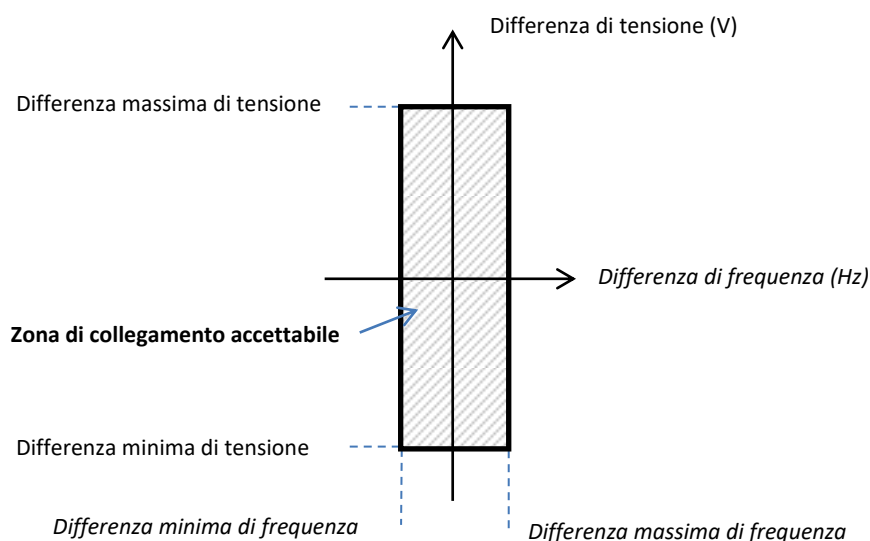 Differenza di tensione (V)
Differenza massima di tensione
Differenza di frequenza (Hz)
Zona di collegamento accettabile
Differenza minima di tensione
Differenza minima di frequenza
Differenza massima di frequenza